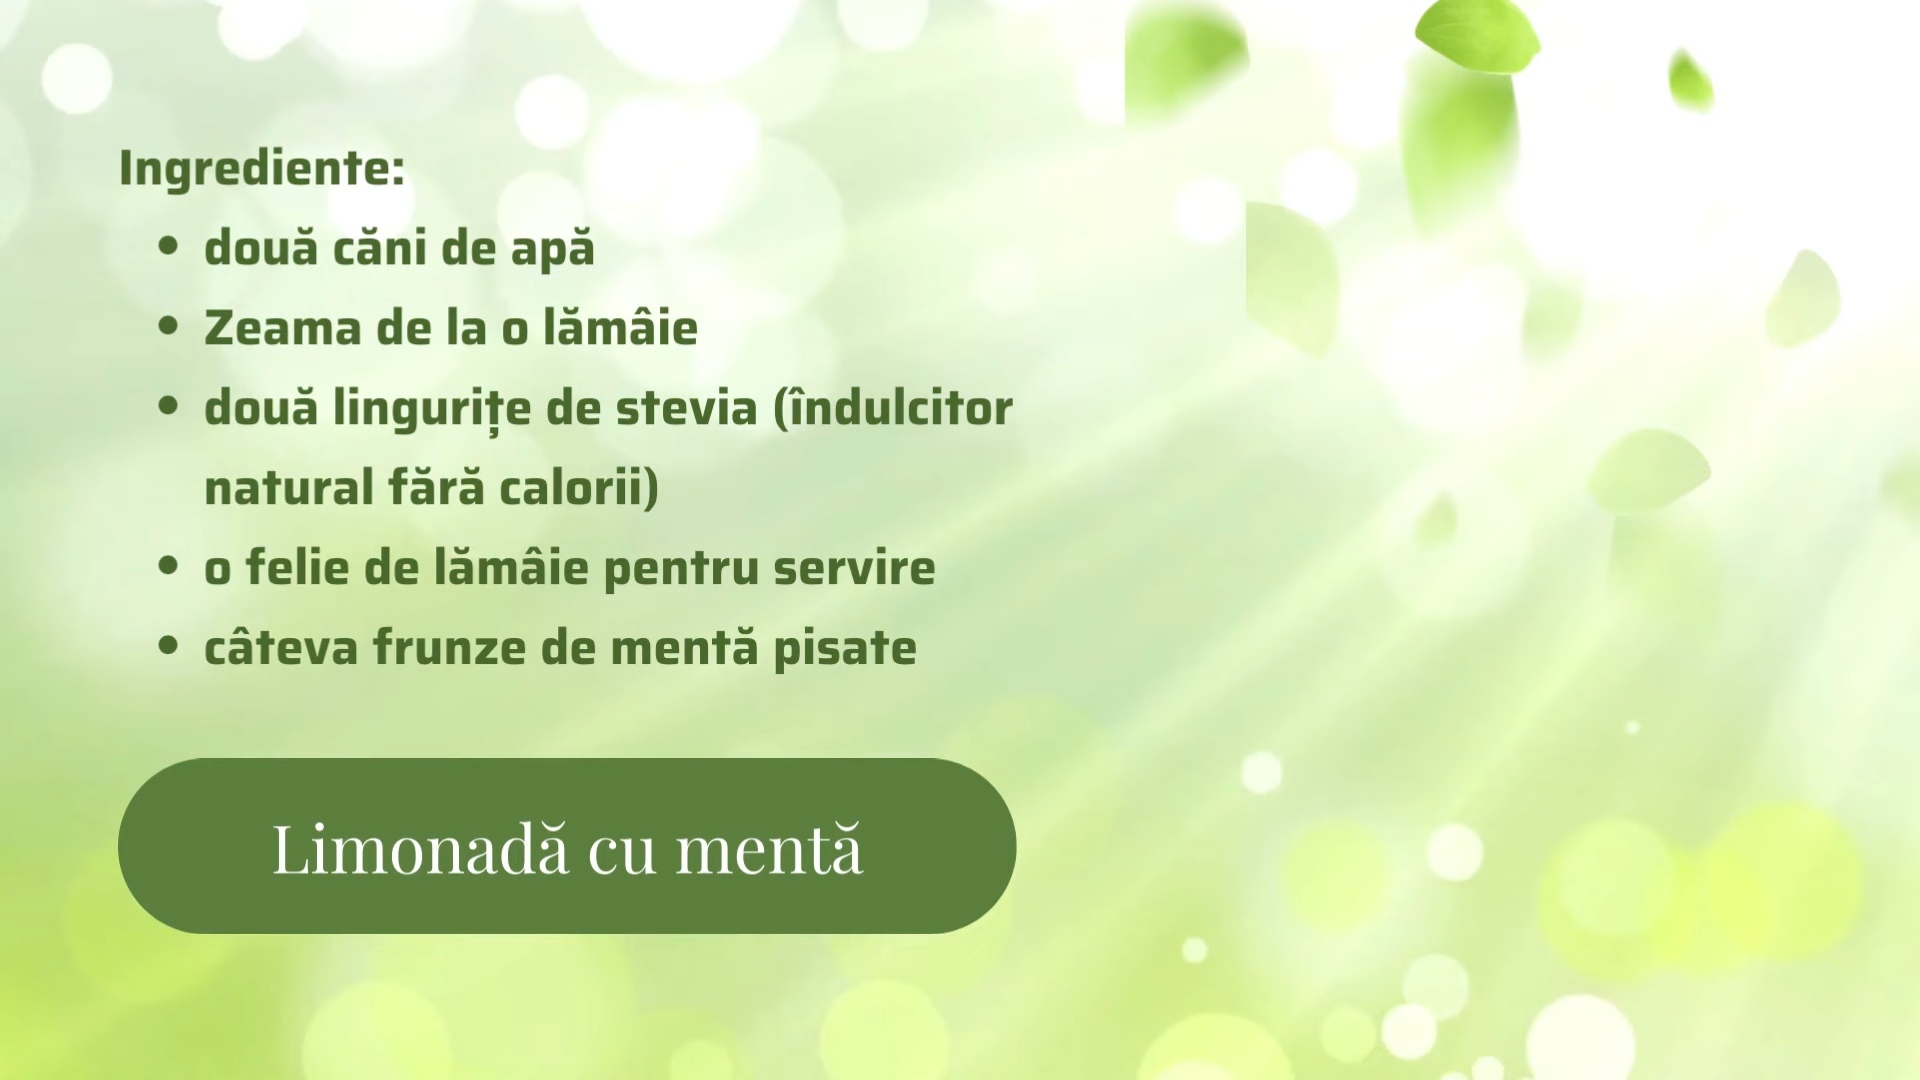 Ingrediente:
• două căni de apă
• Zeama de la o lămâie
• două lingurițe de stevia (îndulcitor
natural fără calorii)
• o felie de lămâie pentru servire
• câteva frunze de mentă pisate
Limonadă cu mentă